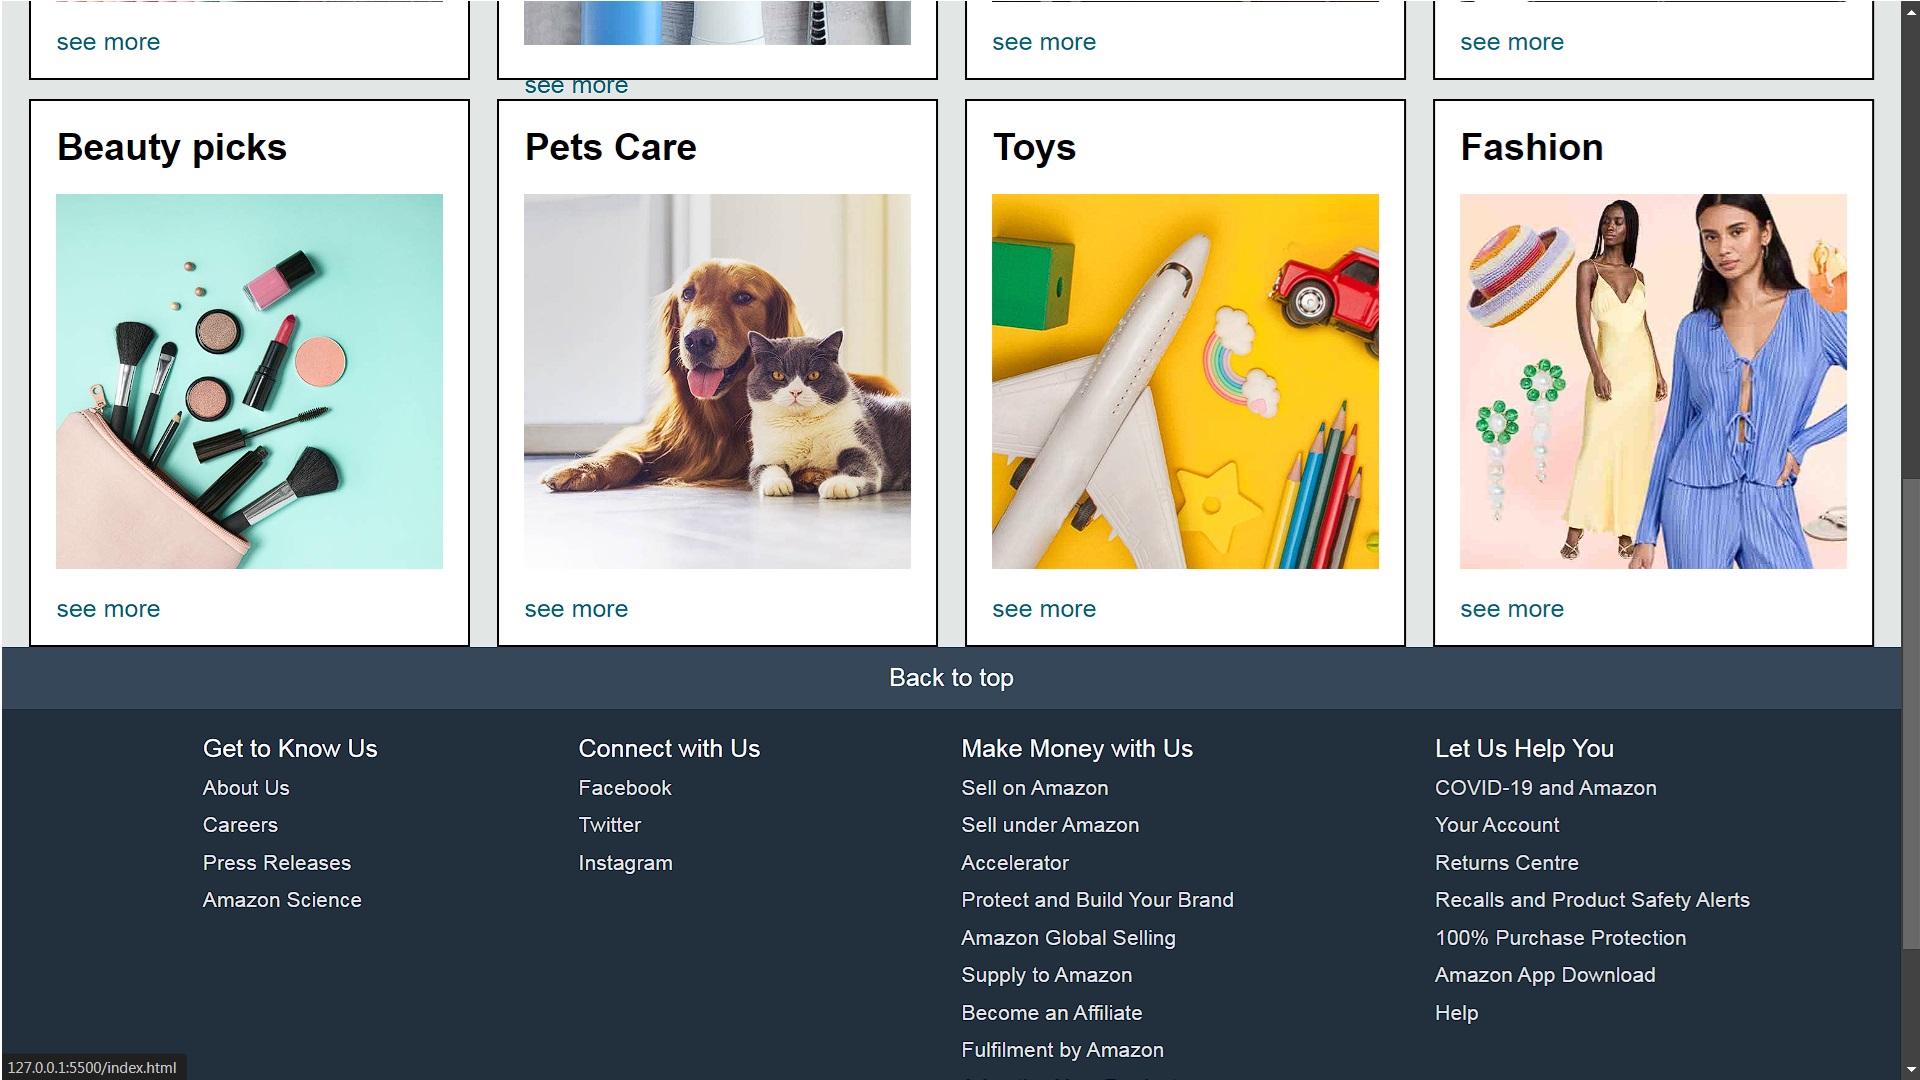 see more
see more
see more
see more
Beauty picks
Pets Care
Toys
Fashion
see more
see more
see more
see more
Back to top
Get to Know Us
About Us
Careers
Press Releases
Amazon Science
Connect with Us
Facebook
Twitter
Instagram
Make Money with Us
Sell on Amazon
Sell under Amazon
Accelerator
Protect and Build Your Brand
Amazon Global Selling
Supply to Amazon
Become an Affiliate
Fulfilment by Amazon
Let Us Help You
COVID-19 and Amazon
Your Account
Returns Centre
Recalls and Product Safety Alerts
100% Purchase Protection
Amazon App Download
Help
127.0.0.1:5500/index.html